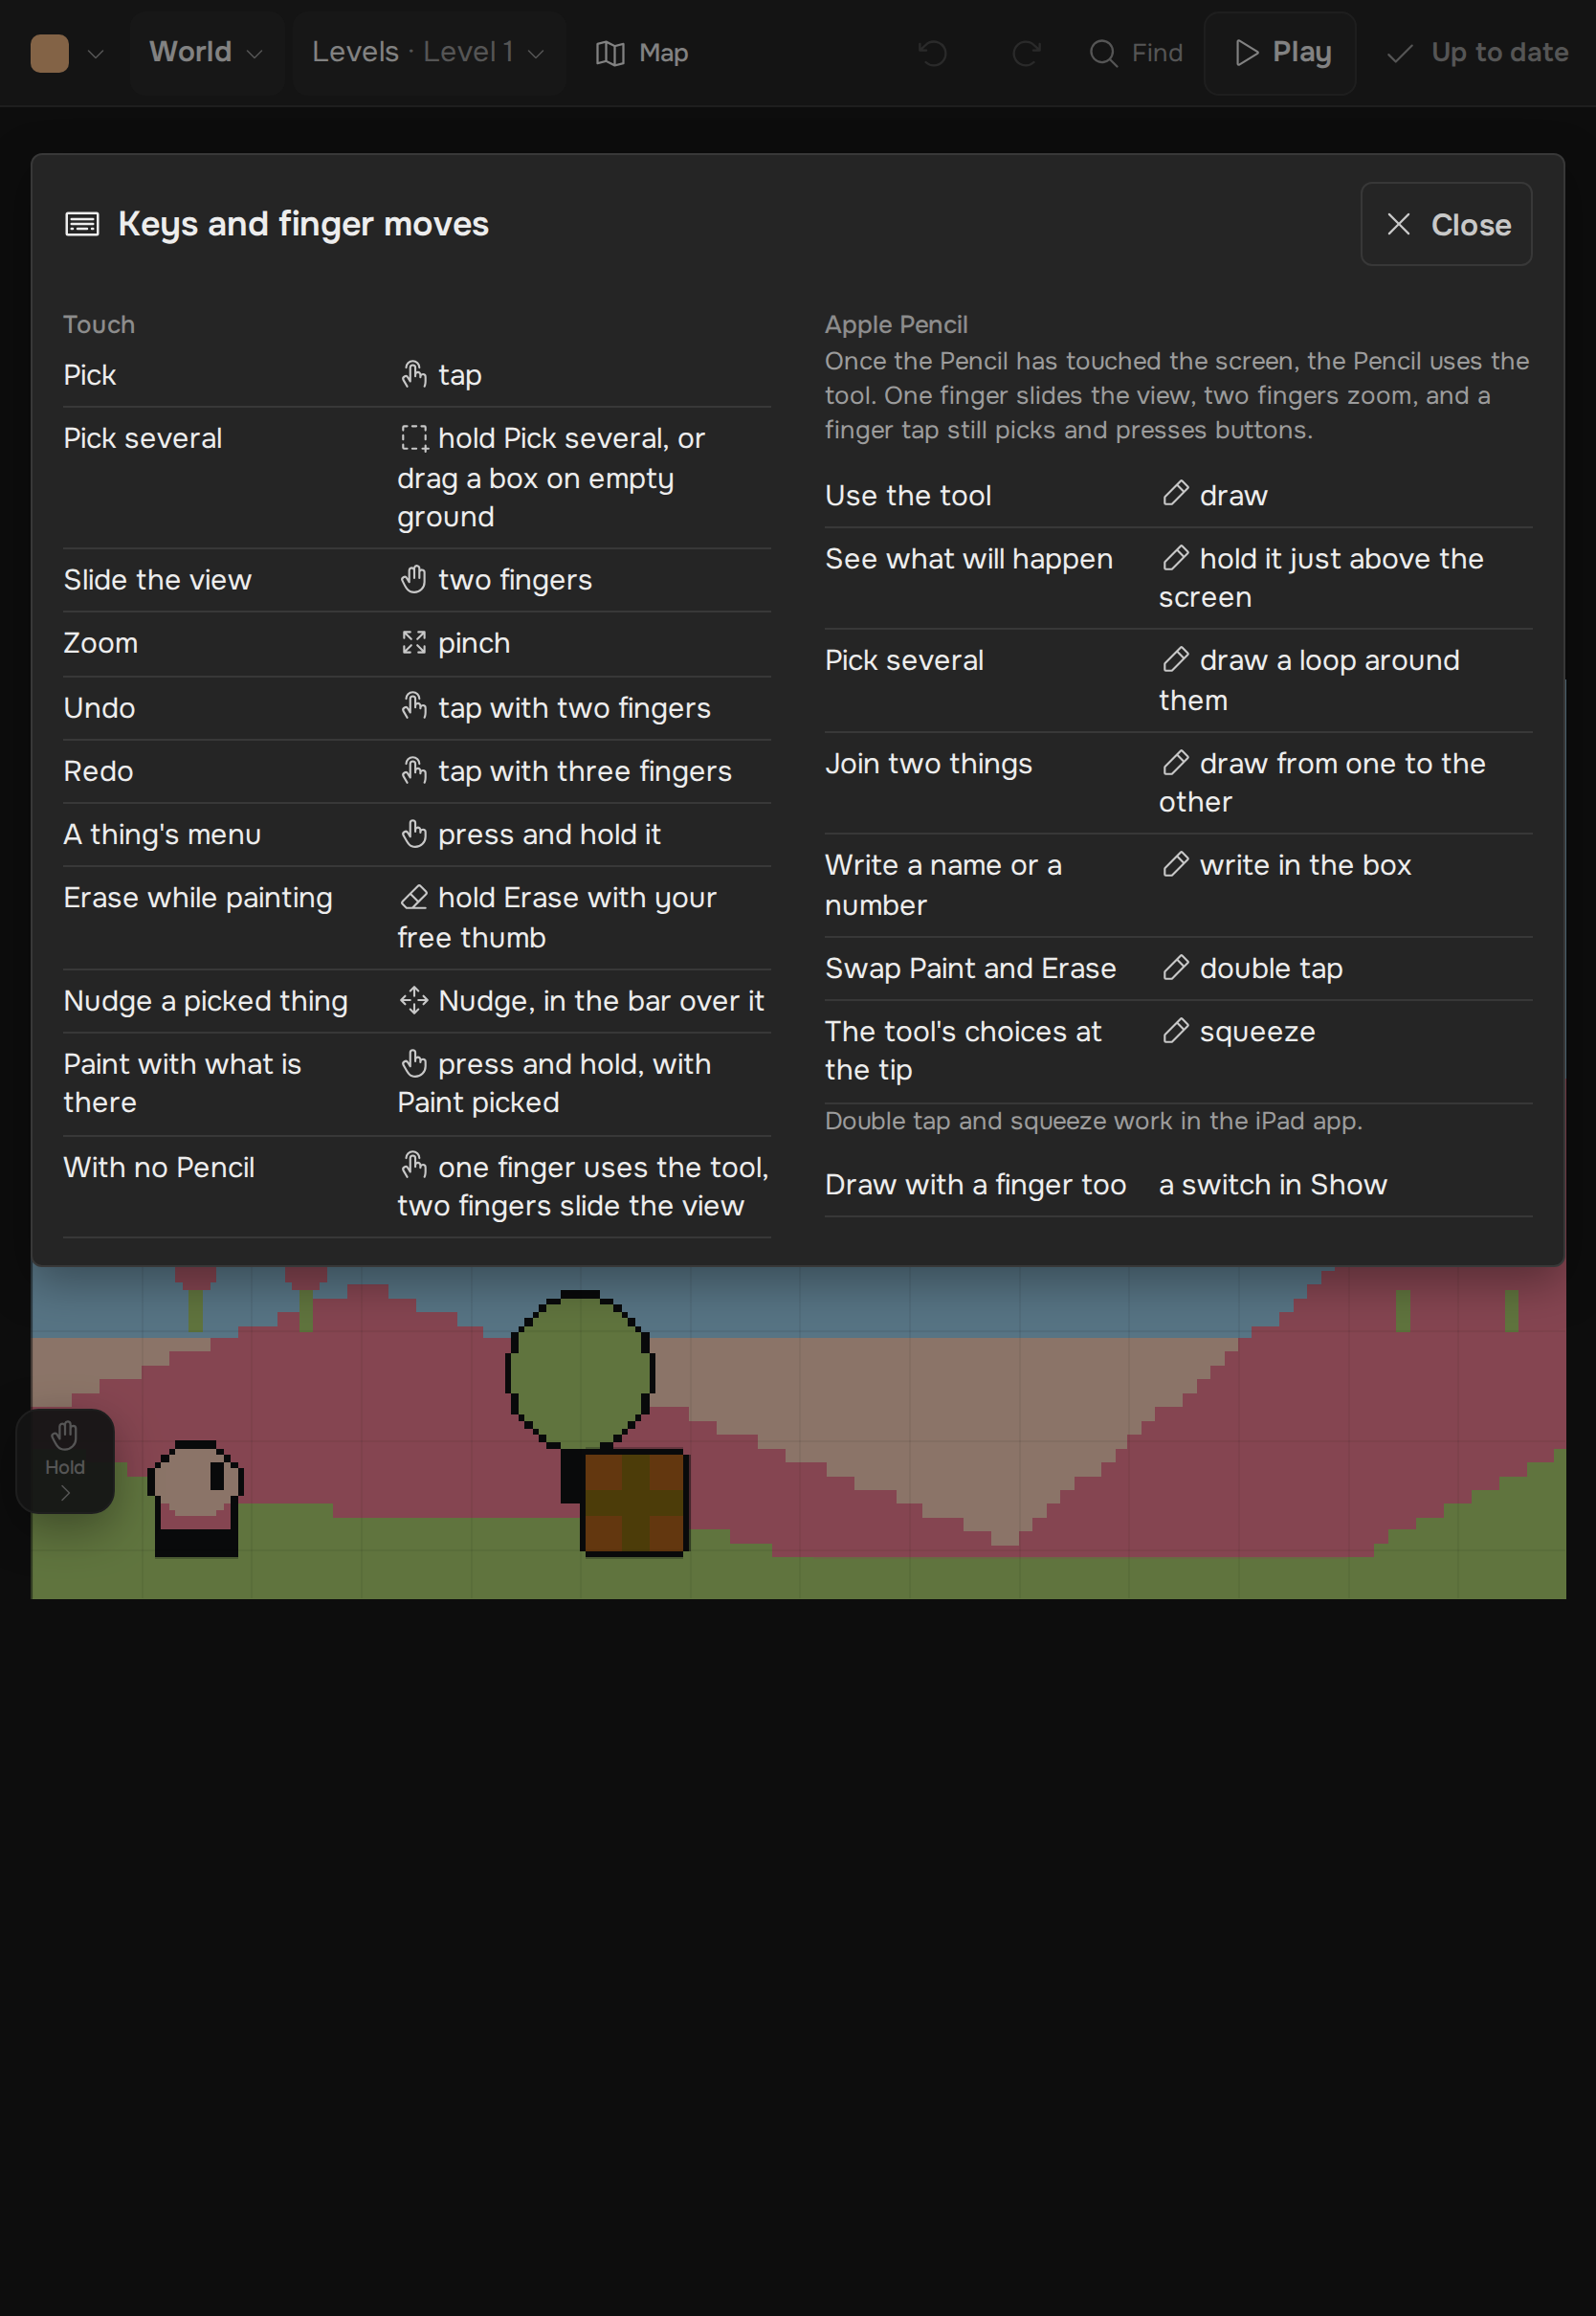 World
Levels · Level 1
Map
Find
Play
Up to date
Keys and finger moves
Close
Touch
Pick
tap
Pick several
hold Pick several, or
drag a box on empty
ground
Slide the view
two fingers
Zoom
pinch
Undo
tap with two fingers
Redo
tap with three fingers
A thing's menu
press and hold it
Erase while painting
hold Erase with your
free thumb
Nudge a picked thing
Nudge, in the bar over it
Paint with what is
there
press and hold, with
Paint picked
With no Pencil
one finger uses the tool,
two fingers slide the view
Apple Pencil
Once the Pencil has touched the screen, the Pencil uses the
tool. One finger slides the view, two fingers zoom, and a
finger tap still picks and presses buttons.
Use the tool
draw
See what will happen
hold it just above the
screen
Pick several
draw a loop around
them
Join two things
draw from one to the
other
Write a name or a
number
write in the box
Swap Paint and Erase
double tap
The tool's choices at
the tip
squeeze
Double tap and squeeze work in the iPad app.
Draw with a finger too
a switch in Show
Hold